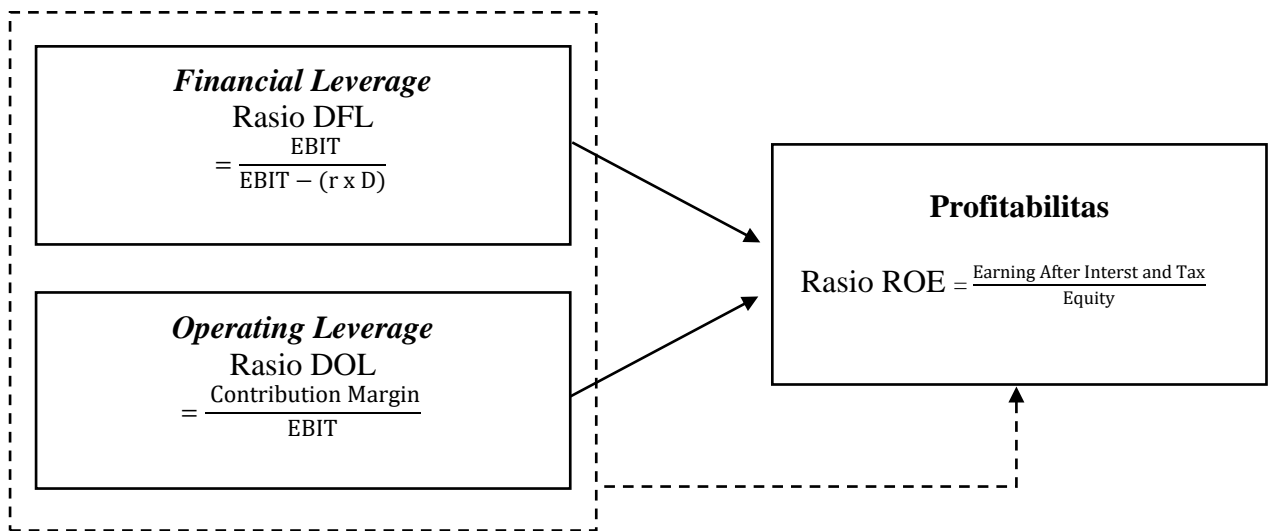 Financial Leverage
Rasio DFL
= EBIT / EBIT − (r x D)
Operating Leverage
Rasio DOL
= Contribution Margin / EBIT
Profitabilitas
Rasio ROE = Earning After Interst and Tax / Equity